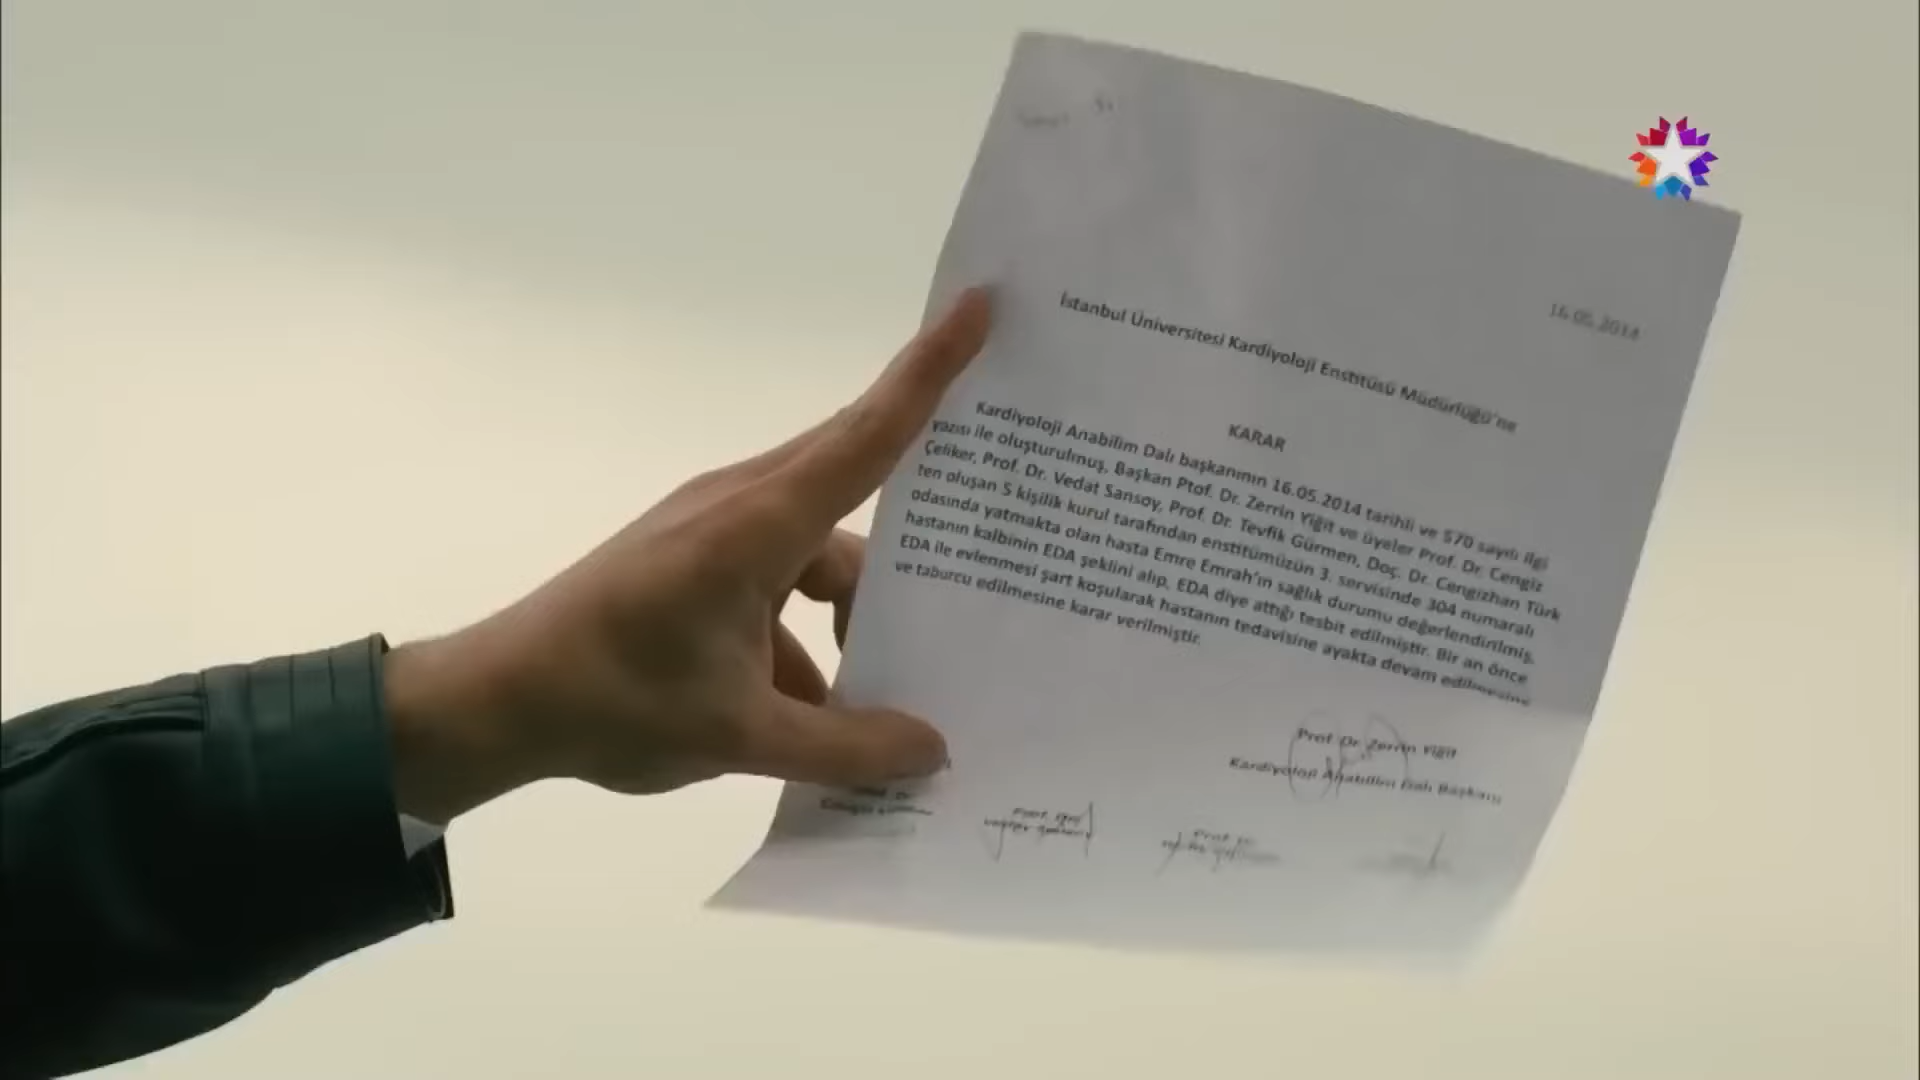 16.05.2014
İstanbul Üniversitesi Kardiyoloji Enstitüsü Müdürlüğü'ne
KARAR
Kardiyoloji Anabilim Dalı başkanının 16.05.2014 tarihli ve 570 sayılı ilgi
yazısı ile oluşturulmuş, Başkan Ptof. Dr. Zerrin Yiğit ve üyeler Prof. Dr. Cengiz
Çeliker, Prof. Dr. Vedat Sansoy, Prof. Dr. Tevfik Gürmen, Doç. Dr. Cengizhan Türk
ten oluşan 5 kişilik kurul tarafından enstitümüzün 3. servisinde 304 numaralı
odasında yatmakta olan hasta Emre Emrah'ın sağlık durumu değerlendirilmiş,
hastanın kalbinin EDA şeklini alıp, EDA diye attığı tesbit edilmiştir. Bir an önce
EDA ile evlenmesi şart koşularak hastanın tedavisine ayakta devam edilmesine
ve taburcu edilmesine karar verilmiştir.
Prof. Dr. Zerrin Yiğit
Kardiyoloji Anabilim Dalı Başkanı
Prof.
Prof. Dr.